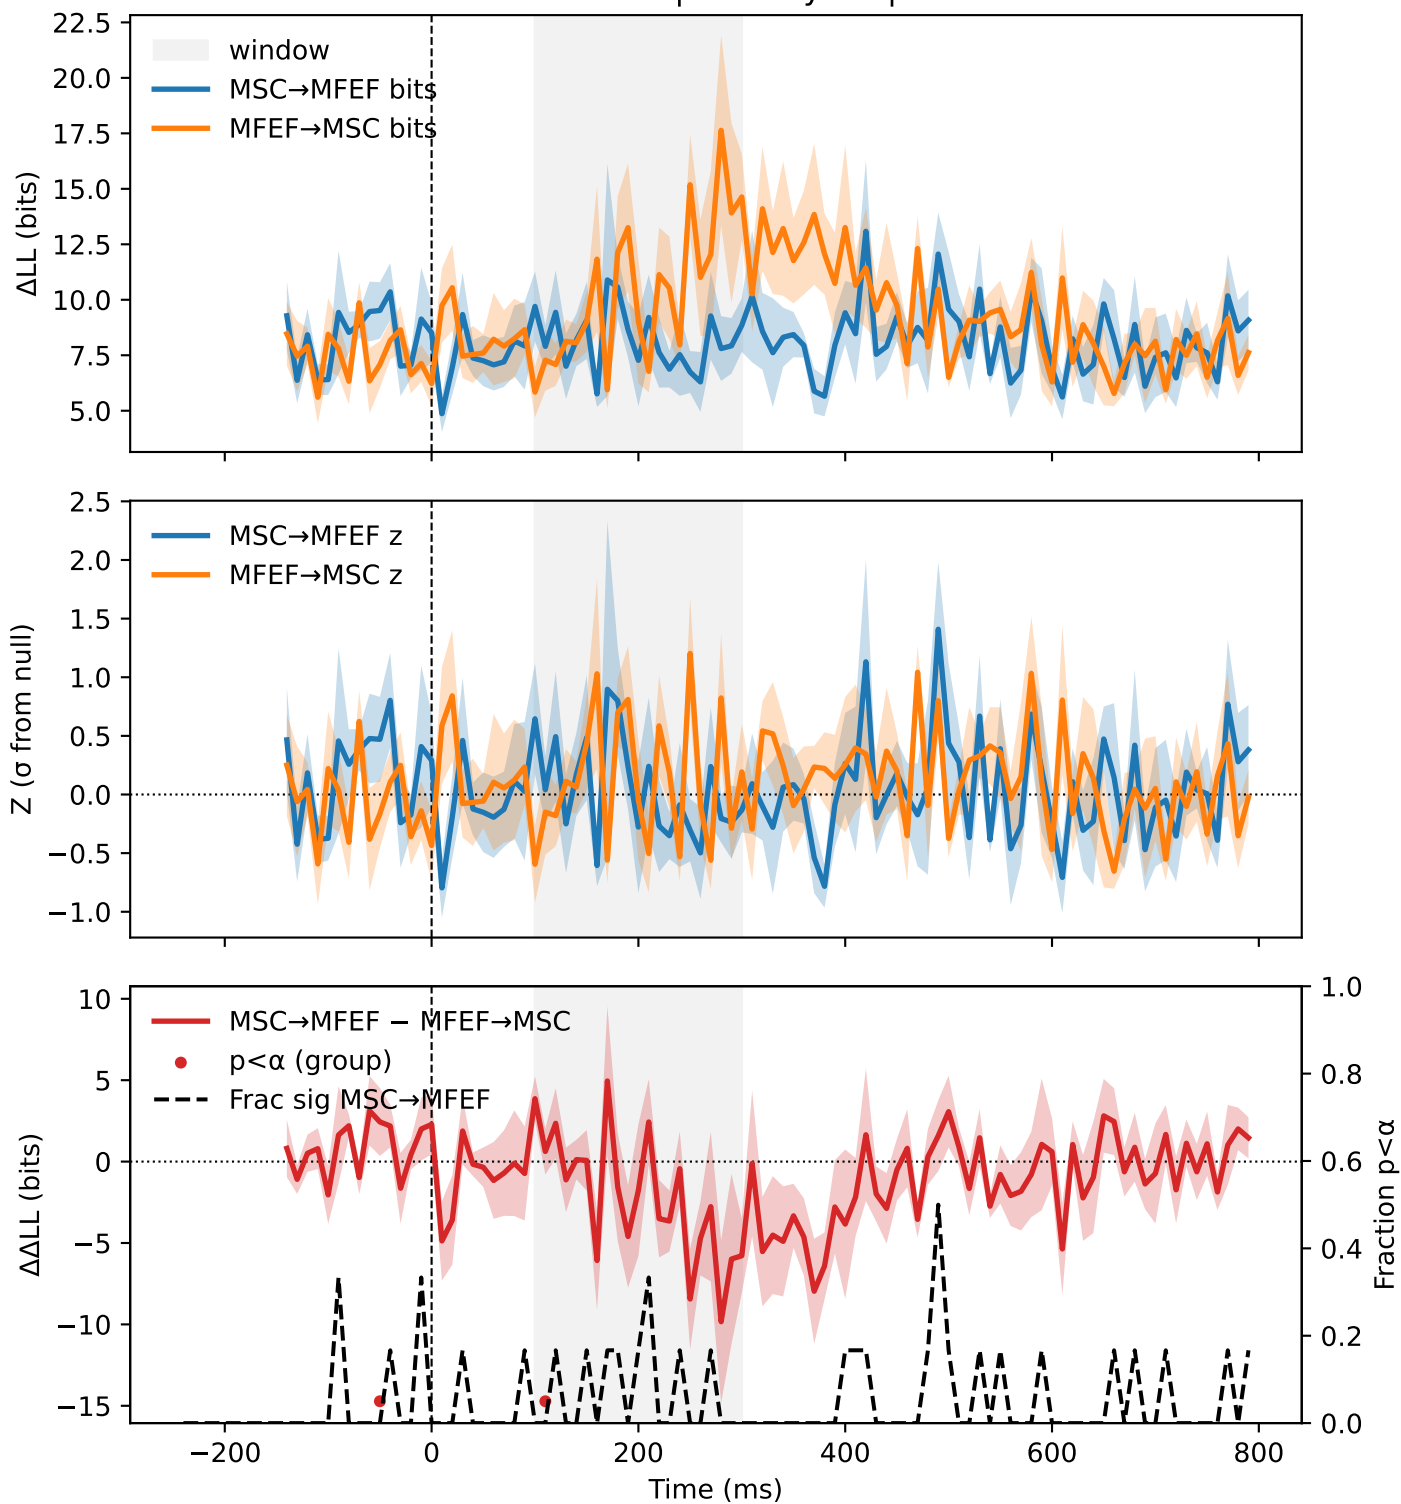 22.5
20.0
17.5
15.0
12.5
10.0
7.5
5.0
ΔLL (bits)
window
MSC→MFEF bits
MFEF→MSC bits
2.5
2.0
1.5
1.0
0.5
0.0
−0.5
−1.0
Z (σ from null)
MSC→MFEF z
MFEF→MSC z
10
5
0
−5
−10
−15
ΔΔLL (bits)
MSC→MFEF − MFEF→MSC
p<α (group)
Frac sig MSC→MFEF
1.0
0.8
0.6
0.4
0.2
0.0
Fraction p<α
−200
0
200
400
600
800
Time (ms)